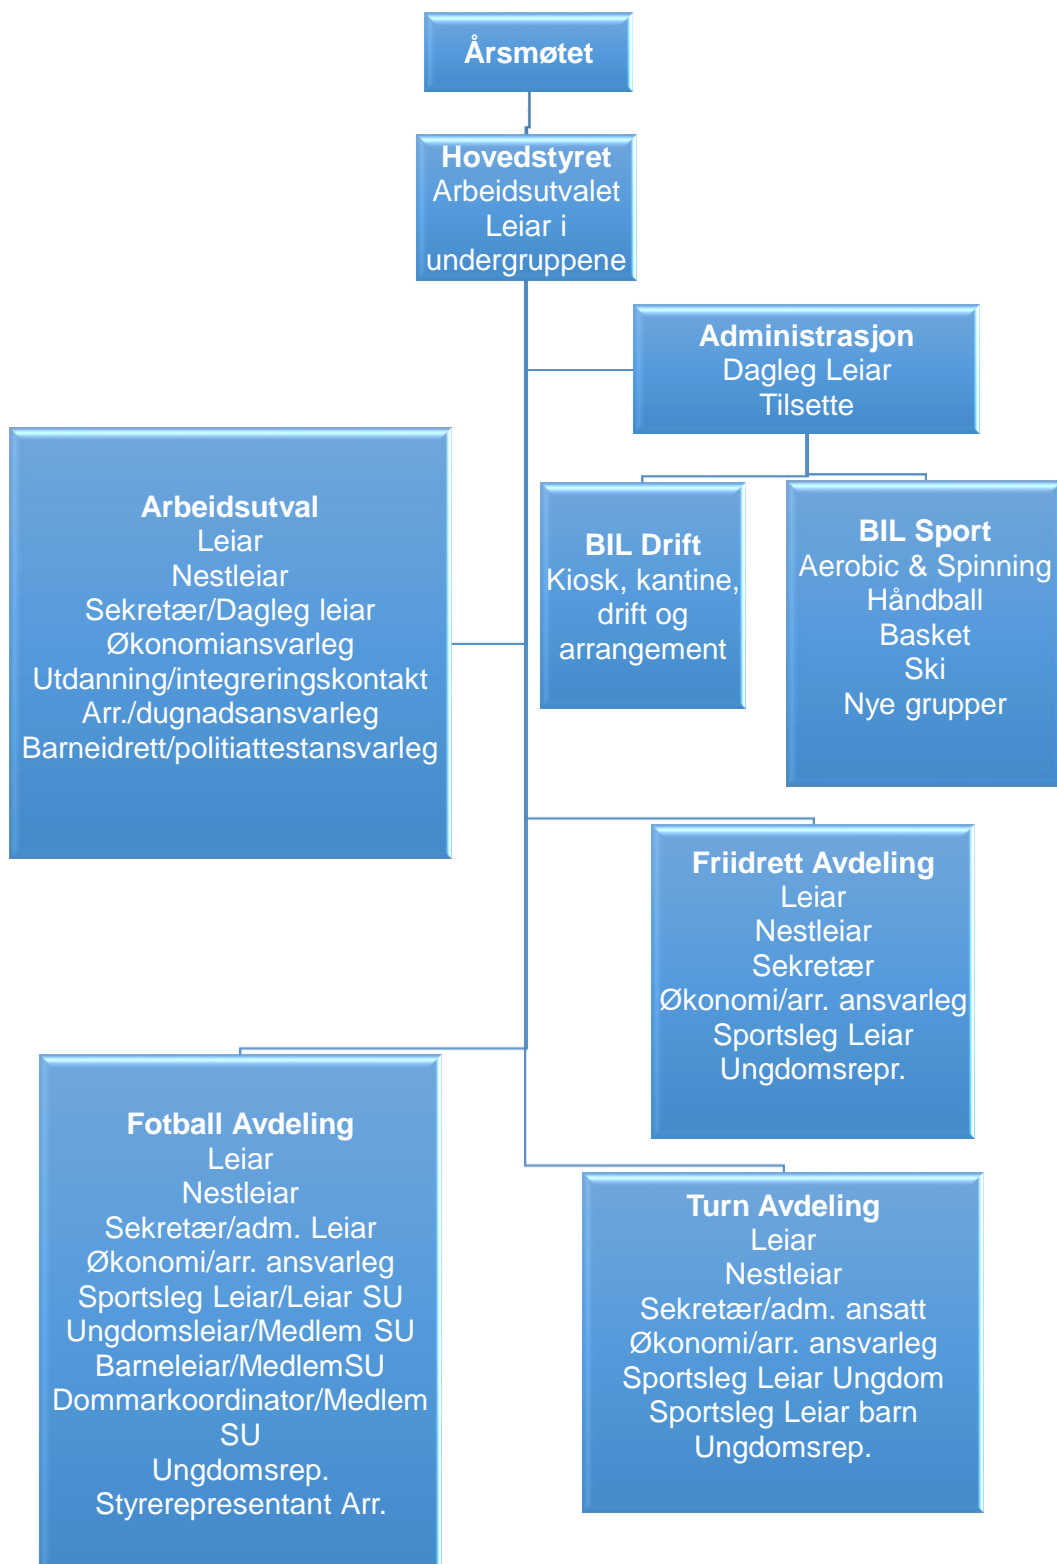 Årsmøtet
Hovedstyret
Arbeidsutvalet
Leiar i
undergruppene
Administrasjon
Dagleg Leiar
Tilsette
Arbeidsutval
Leiar
Nestleiar
Sekretær/Dagleg leiar
Økonomiansvarleg
Utdanning/integreringskontakt
Arr./dugnadsansvarleg
Barneidrett/politiattestansvarleg
BIL Drift
Kiosk, kantine,
drift og
arrangement
BIL Sport
Aerobic & Spinning
Håndball
Basket
Ski
Nye grupper
Friidrett Avdeling
Leiar
Nestleiar
Sekretær
Økonomi/arr. ansvarleg
Sportsleg Leiar
Ungdomsrepr.
Fotball Avdeling
Leiar
Nestleiar
Sekretær/adm. Leiar
Økonomi/arr. ansvarleg
Sportsleg Leiar/Leiar SU
Ungdomsleiar/Medlem SU
Barneleiar/MedlemSU
Dommarkoordinator/Medlem
SU
Ungdomsrep.
Styrerepresentant Arr.
Turn Avdeling
Leiar
Nestleiar
Sekretær/adm. ansatt
Økonomi/arr. ansvarleg
Sportsleg Leiar Ungdom
Sportsleg Leiar barn
Ungdomsrep.